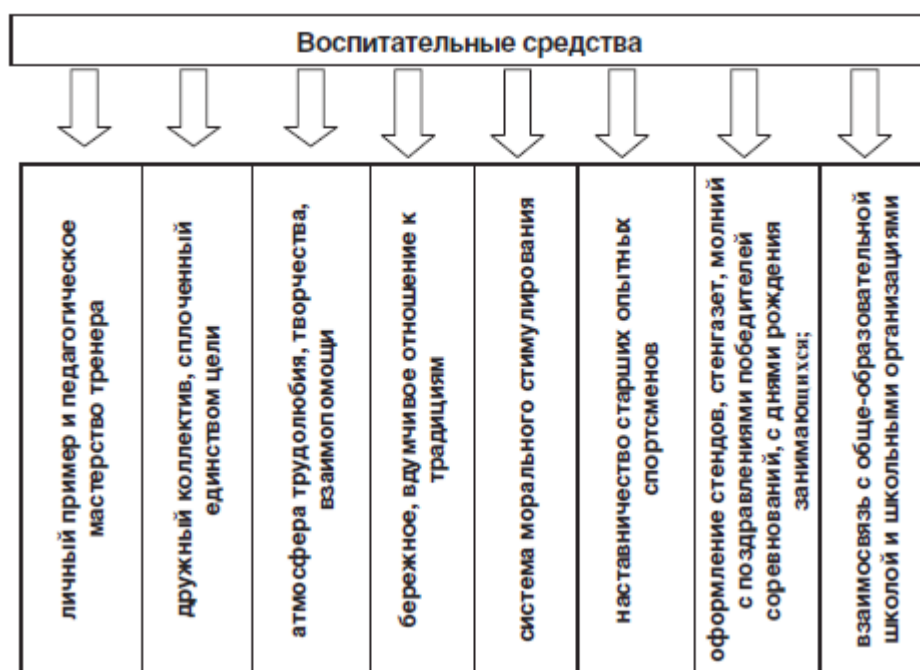 Воспитательные средства
личный пример и педагогическое
мастерство тренера
дружный коллектив, сплоченный
единством цели
атмосфера трудолюбия, творчества,
взаимопомощи
бережное, вдумчивое отношение к
традициям
система морального стимулирования
наставничество старших опытных
спортсменов
оформление стендов, стенгазет, молний
с поздравлениями победителей
соревнований, с днями рождения
занимающихся;
взаимосвязь с обще-образовательной
школой и школьными организациями